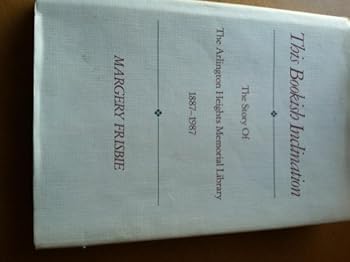 This Bookish Inclination
The Story Of
The Arlington Heights Memorial Library
1887-1987
MARGERY FRISBIE